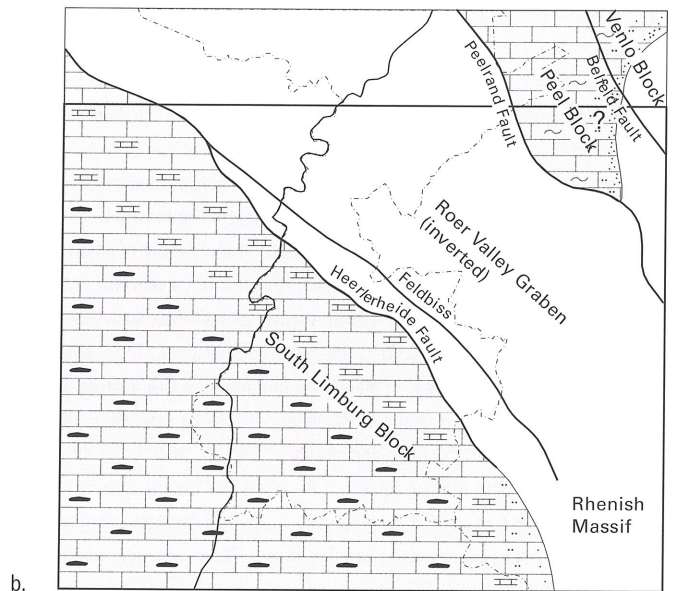 Venlo Block
Belfeld Fault
Peelrand Fault
Peel Block
?
Roer Valley Graben
(inverted)
Feldbiss
Heerlerheide Fault
South Limburg Block
Rhenish
Massif
b.